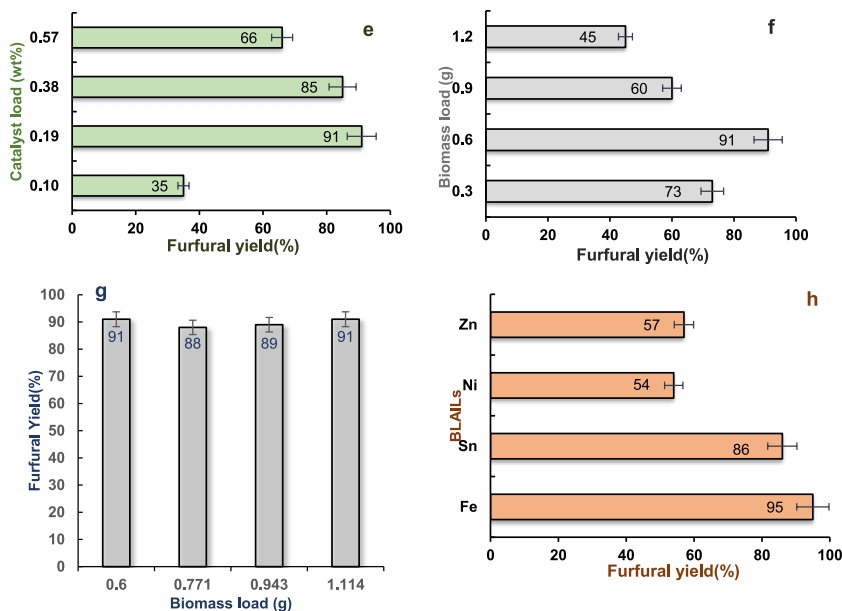 e
Catalyst load (wt%)
0.57
66
0.38
85
0.19
91
0.10
35
0 20 40 60 80 100
Furfural yield(%)
f
Biomass load (g)
1.2
45
0.9
60
0.6
91
0.3
73
0 20 40 60 80 100
Furfural yield(%)
g
Furfural Yield(%)
100
90
80
70
60
50
40
30
20
10
0
91 88 89 91
0.6 0.771 0.943 1.114
Biomass load (g)
h
BLAILs
Zn
57
Ni
54
Sn
86
Fe
95
0 20 40 60 80 100
Furfural yield(%)